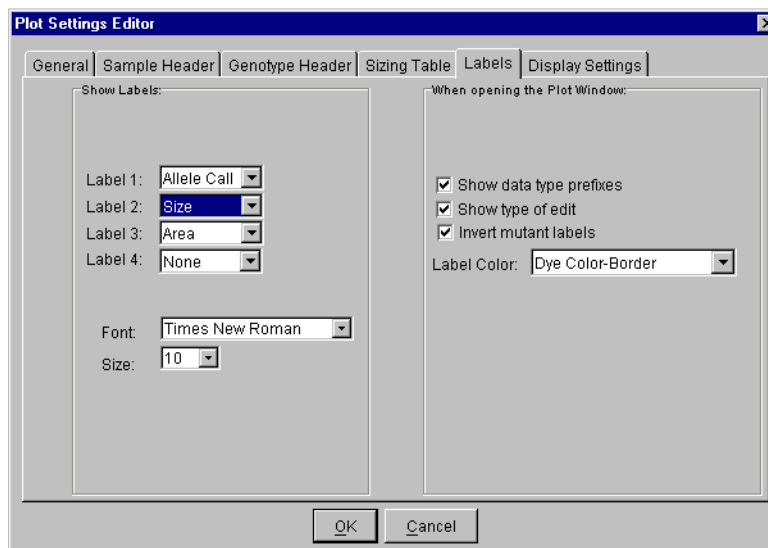 Plot Settings Editor
General Sample Header Genotype Header Sizing Table Labels Display Settings
Show Labels:
Label 1: Allele Call
Label 2: Size
Label 3: Area
Label 4: None
Font: Times New Roman
Size: 10
When opening the Plot Window:
Show data type prefixes
Show type of edit
Invert mutant labels
Label Color: Dye Color-Border
OK Cancel